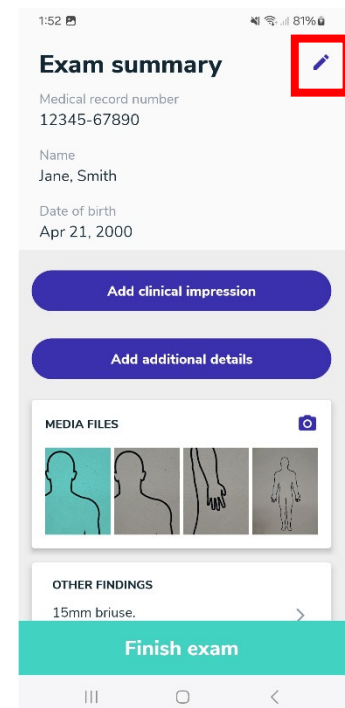 1:52 81%
Exam summary
Medical record number
12345-67890
Name
Jane, Smith
Date of birth
Apr 21, 2000
Add clinical impression
Add additional details
MEDIA FILES
OTHER FINDINGS
15mm briuse.
Finish exam